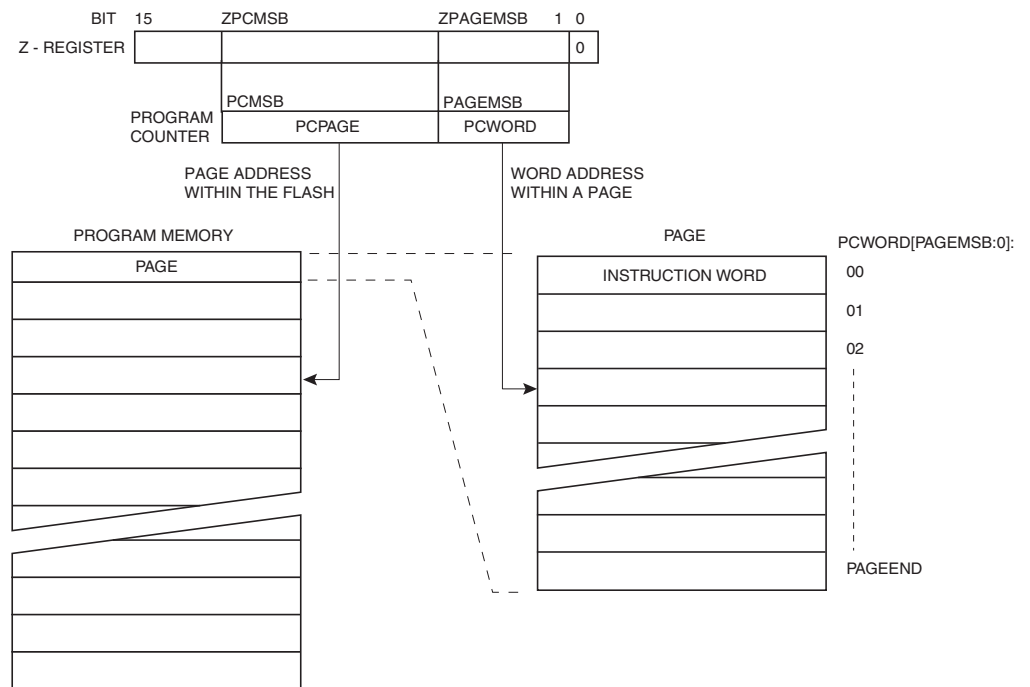 BIT 15 ZPCMSB ZPAGEMSB 1 0
Z - REGISTER 0
PCMSB PAGEMSB
PROGRAM
COUNTER
PCPAGE PCWORD
PAGE ADDRESS
WITHIN THE FLASH
WORD ADDRESS
WITHIN A PAGE
PROGRAM MEMORY
PAGE
PAGE
INSTRUCTION WORD
PCWORD[PAGEMSB:0]:
00
01
02
PAGEEND